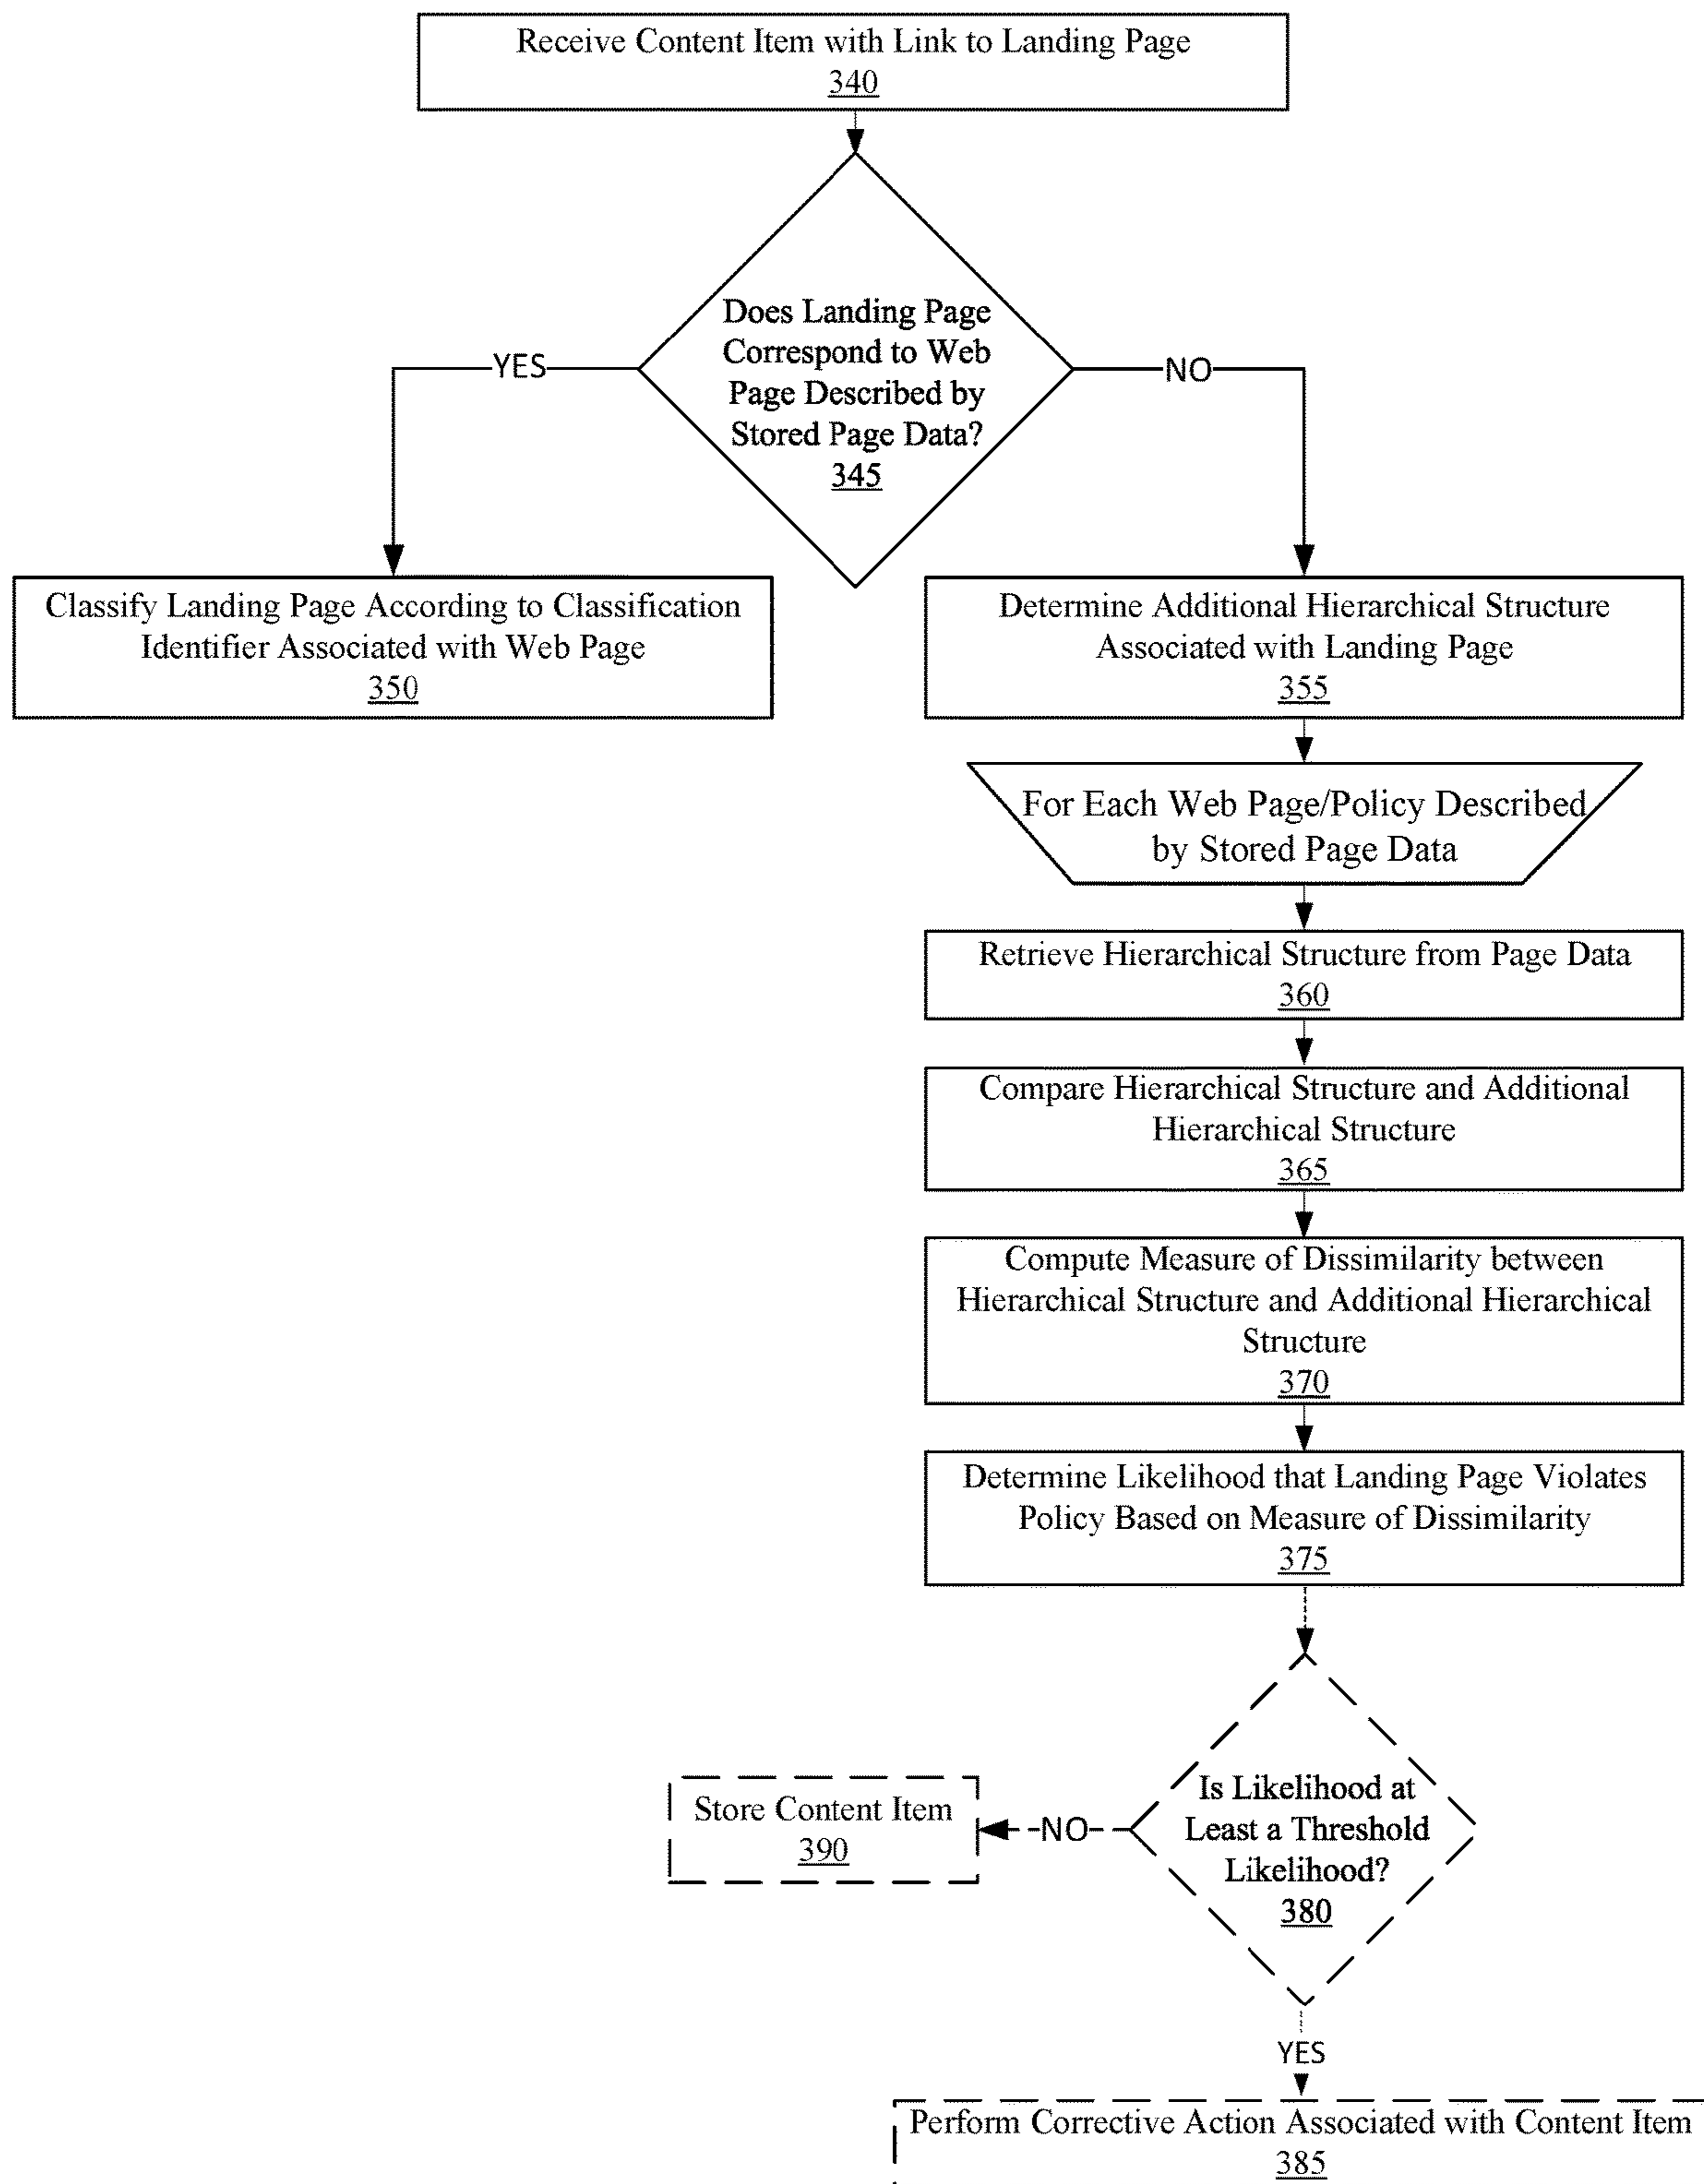 Receive Content Item with Link to Landing Page
340
Does Landing Page
Correspond to Web
Page Described by
Stored Page Data?
345
YES
NO
Classify Landing Page According to Classification
Identifier Associated with Web Page
350
Determine Additional Hierarchical Structure
Associated with Landing Page
355
For Each Web Page/Policy Described
by Stored Page Data
Retrieve Hierarchical Structure from Page Data
360
Compare Hierarchical Structure and Additional
Hierarchical Structure
365
Compute Measure of Dissimilarity between
Hierarchical Structure and Additional Hierarchical
Structure
370
Determine Likelihood that Landing Page Violates
Policy Based on Measure of Dissimilarity
375
Is Likelihood at
Least a Threshold
Likelihood?
380
NO
Store Content Item
390
YES
Perform Corrective Action Associated with Content Item
385